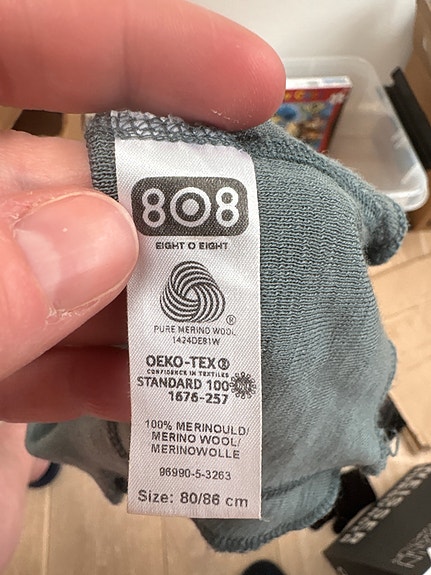 808
EIGHT O EIGHT
®
PURE MERINO WOOL
1424DE81W
OEKO-TEX®
CONFIDENCE IN TEXTILES
STANDARD 100
1676-257
100% MERINOULD/
MERINO WOOL/
MERINOWOLLE
96990-5-3263
Size: 80/86 cm